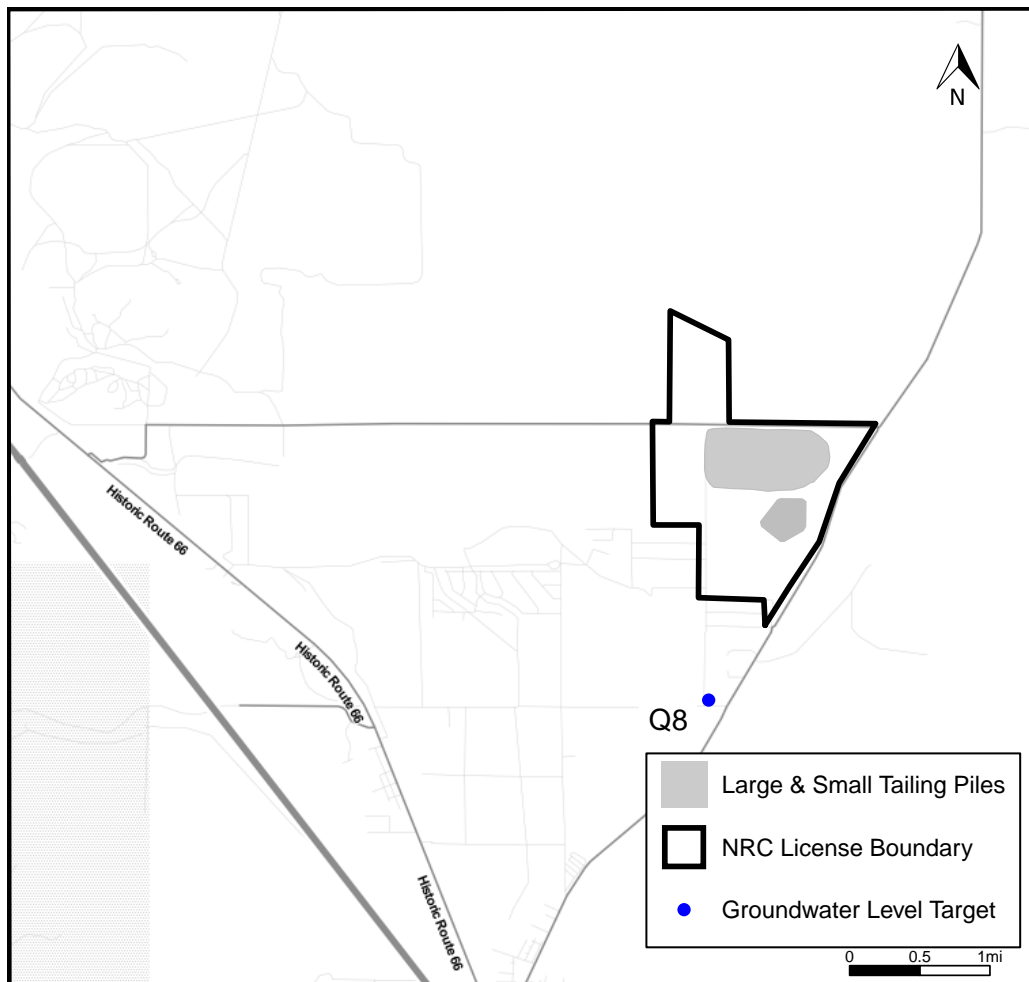 N
Historic Route 66
Historic Route 66
Q8
Historic Route 66
Large & Small Tailing Piles
NRC License Boundary
Groundwater Level Target
0 0.5 1mi